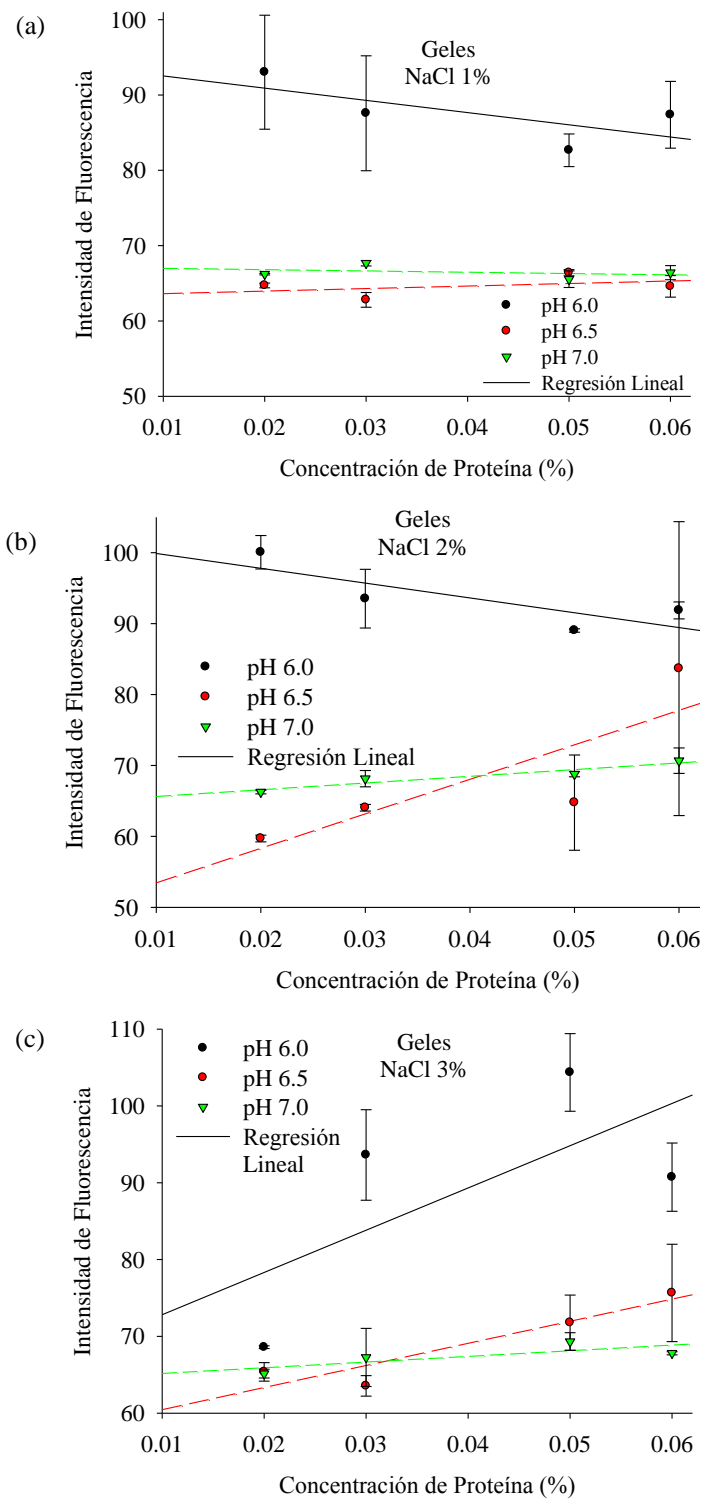 (a)
Geles
NaCl 1%
Intensidad de Fluorescencia
100
90
80
70
60
50
pH 6.0
pH 6.5
pH 7.0
Regresión Lineal
0.01 0.02 0.03 0.04 0.05 0.06
Concentración de Proteína (%)
(b)
Geles
NaCl 2%
Intensidad de Fluorescencia
100
90
80
70
60
50
pH 6.0
pH 6.5
pH 7.0
Regresión Lineal
0.01 0.02 0.03 0.04 0.05 0.06
Concentración de Proteína (%)
(c)
Geles
NaCl 3%
Intensidad de Fluorescencia
110
100
90
80
70
60
pH 6.0
pH 6.5
pH 7.0
Regresión
Lineal
0.01 0.02 0.03 0.04 0.05 0.06
Concentración de Proteína (%)